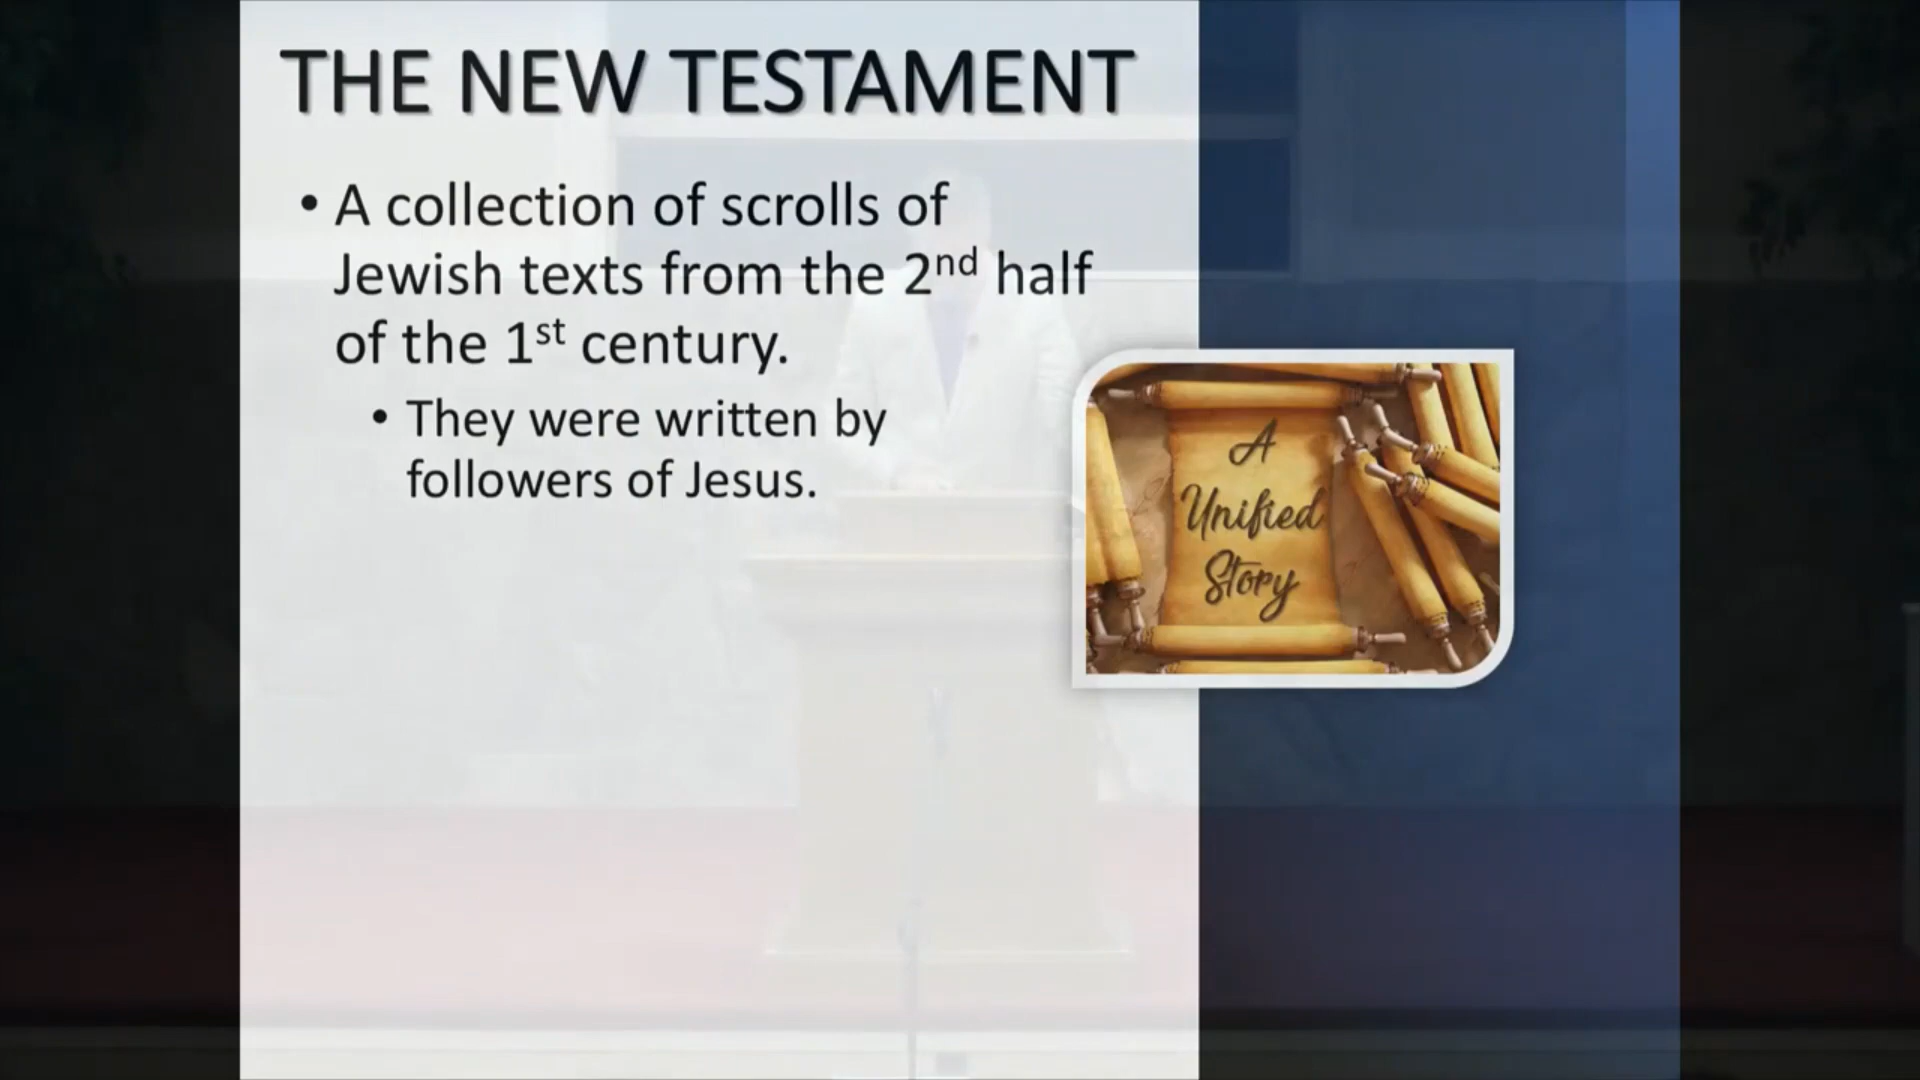 THE NEW TESTAMENT
• A collection of scrolls of
Jewish texts from the 2nd half
of the 1st century.
• They were written by
followers of Jesus.
A
Unified
Story